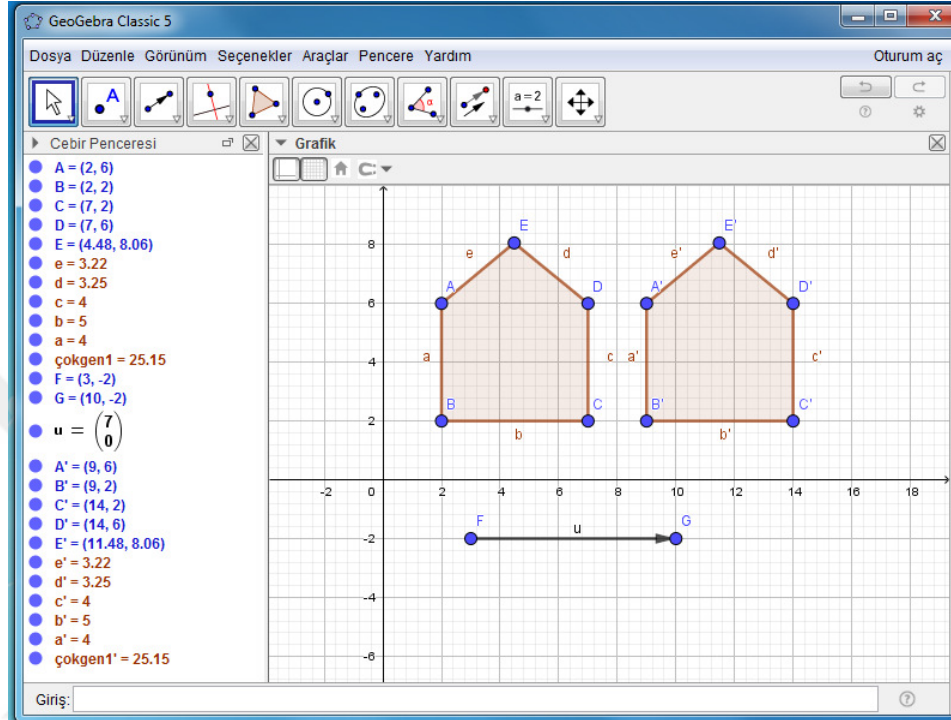 GeoGebra Classic 5
Dosya Düzenle Görünüm Seçenekler Araçlar Pencere Yardım Oturum aç
A α a=2
Cebir Penceresi
Grafik
A = (2, 6)
B = (2, 2)
C = (7, 2)
D = (7, 6)
E = (4.48, 8.06)
e = 3.22
d = 3.25
c = 4
b = 5
a = 4
çokgen1 = 25.15
F = (3, -2)
G = (10, -2)
u = (7 0)
A' = (9, 6)
B' = (9, 2)
C' = (14, 2)
D' = (14, 6)
E' = (11.48, 8.06)
e' = 3.22
d' = 3.25
c' = 4
b' = 5
a' = 4
çokgen1' = 25.15
E E'
8 e d e' d'
A D A' D'
6
4 a c a' c'
B C B' C'
2
b b'
-2 0 2 4 6 8 10 12 14 16 18
F u G
-2
-4
-6
Giriş: